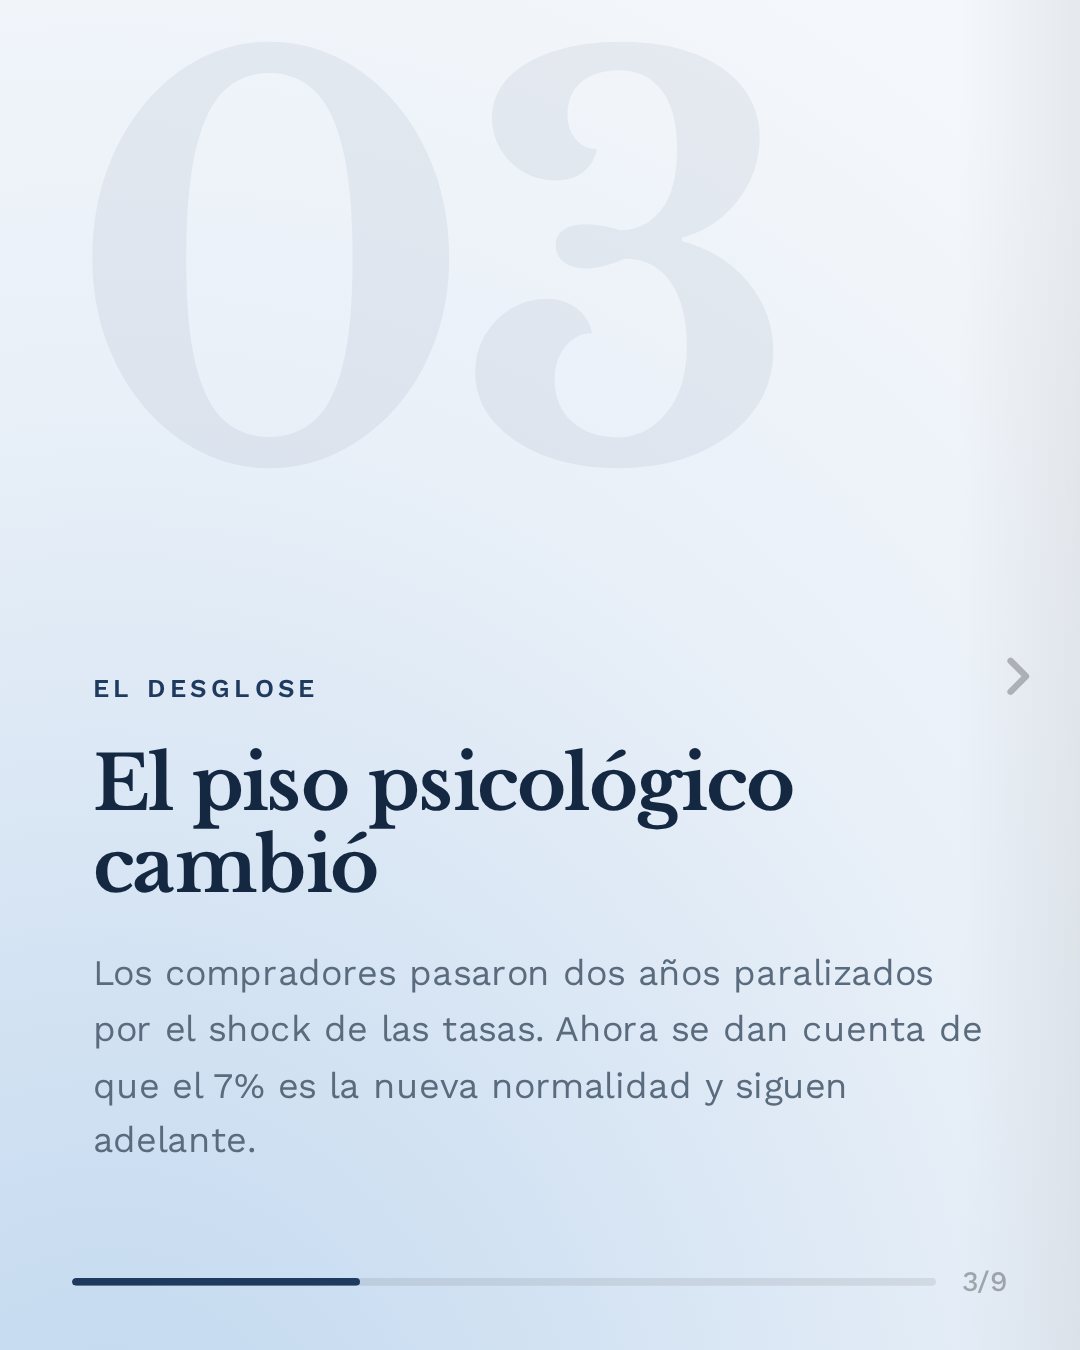 03
EL DESGLOSE
El piso psicológico
cambió
Los compradores pasaron dos años paralizados
por el shock de las tasas. Ahora se dan cuenta de
que el 7% es la nueva normalidad y siguen
adelante.
3/9